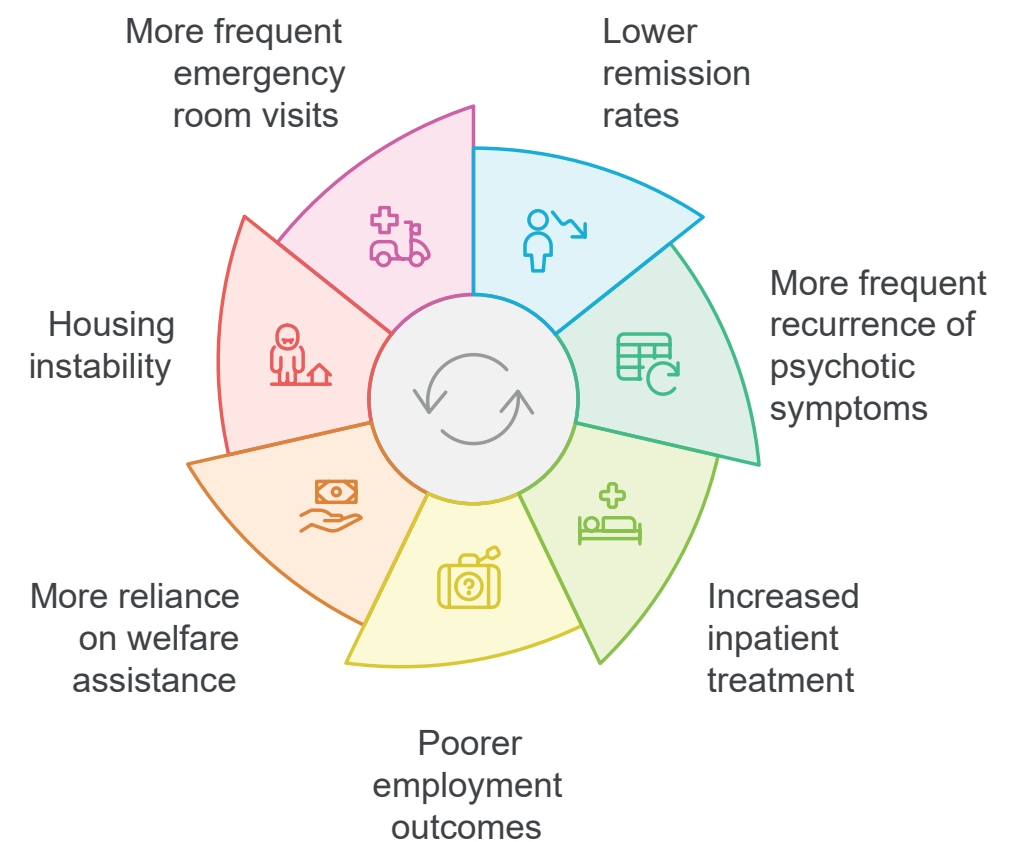 More frequent
emergency
room visits
Lower
remission
rates
More frequent
recurrence of
psychotic
symptoms
Housing
instability
Increased
inpatient
treatment
More reliance
on welfare
assistance
Poorer
employment
outcomes
?